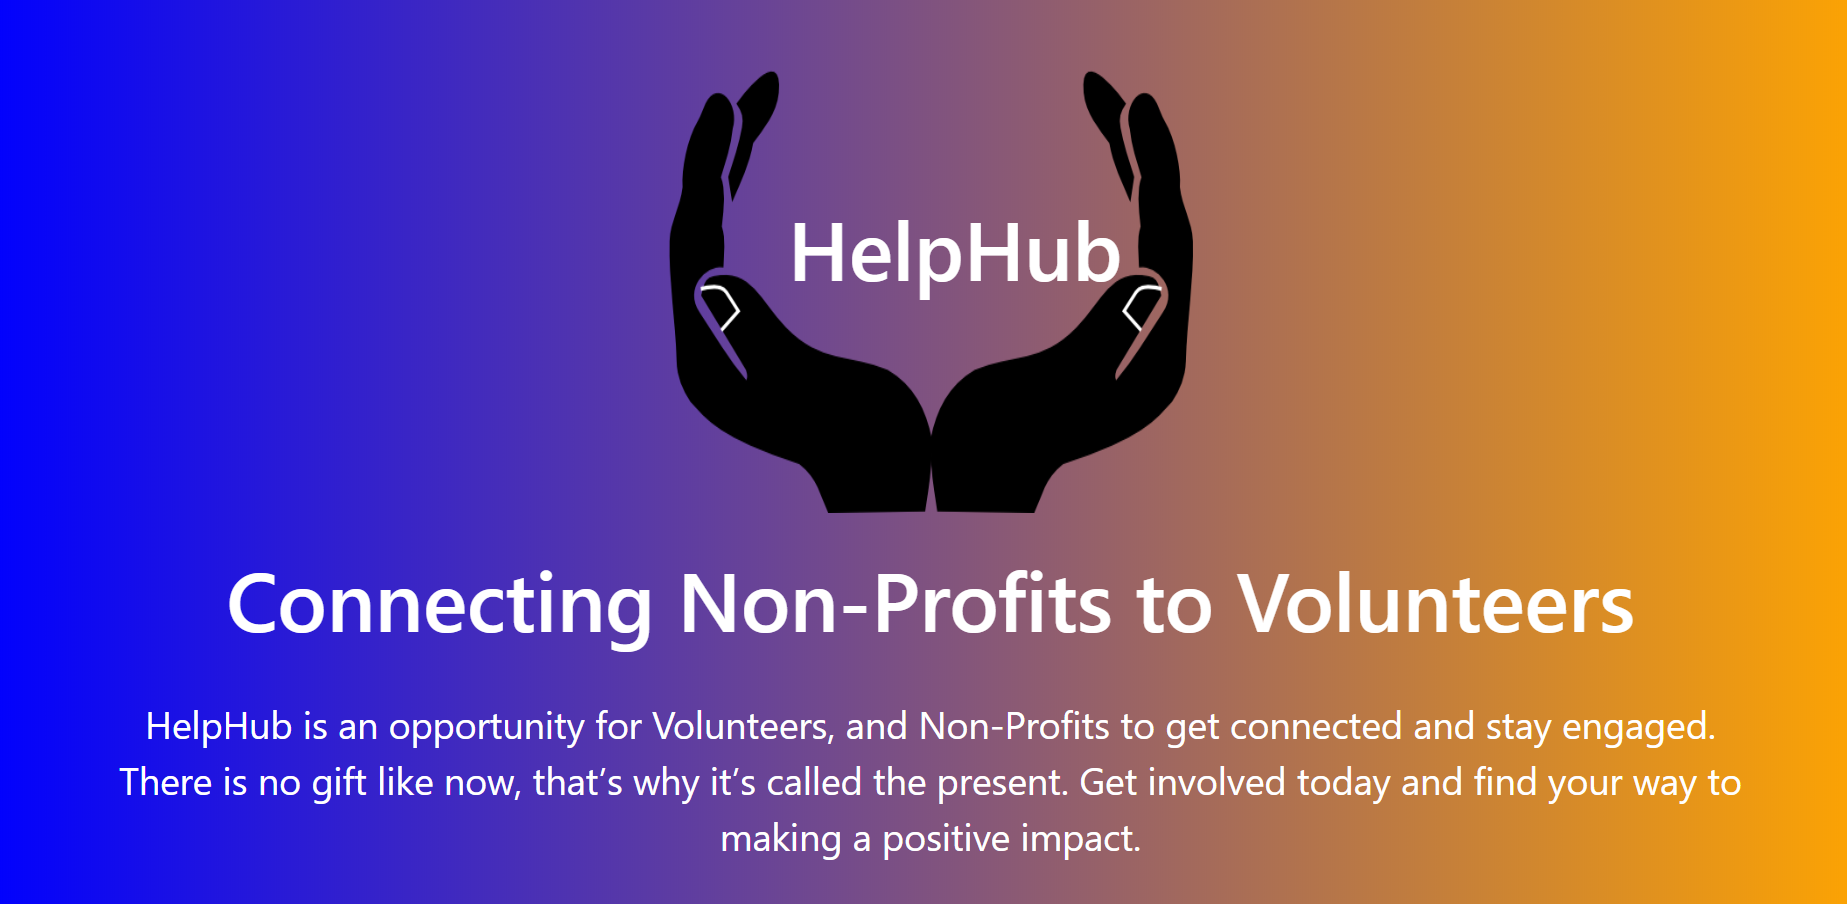 HelpHub
Connecting Non-Profits to Volunteers
HelpHub is an opportunity for Volunteers, and Non-Profits to get connected and stay engaged.
There is no gift like now, that’s why it’s called the present. Get involved today and find your way to
making a positive impact.